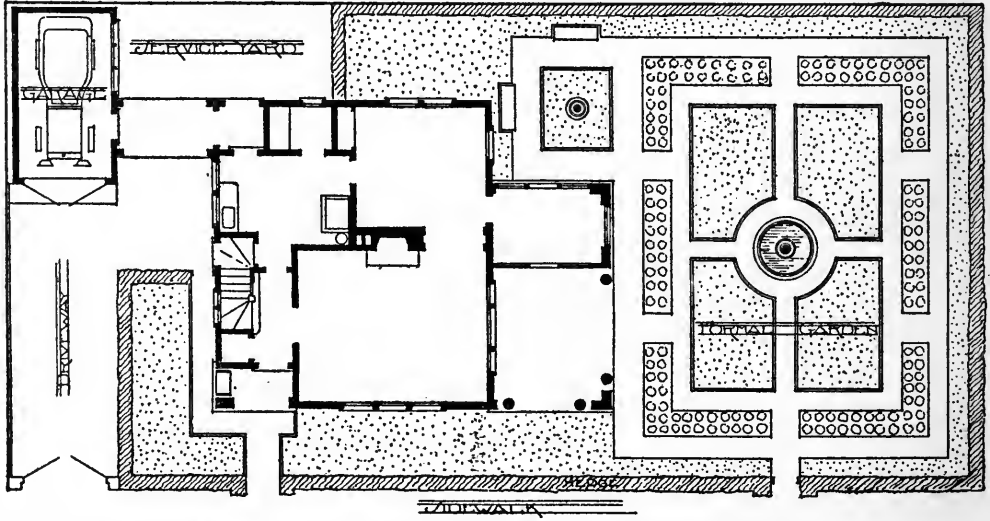 SERVICE YARD
GARAGE
DRIVEWAY
FORMAL GARDEN
HEDGE
SIDEWALK